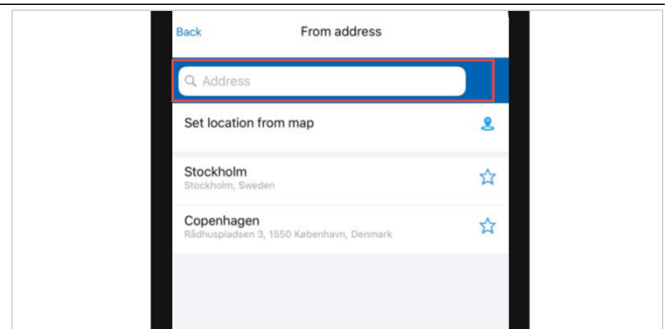 Back From address
Address
Set location from map
Stockholm
Stockholm, Sweden
Copenhagen
Rådhuspladsen 3, 1550 København, Denmark